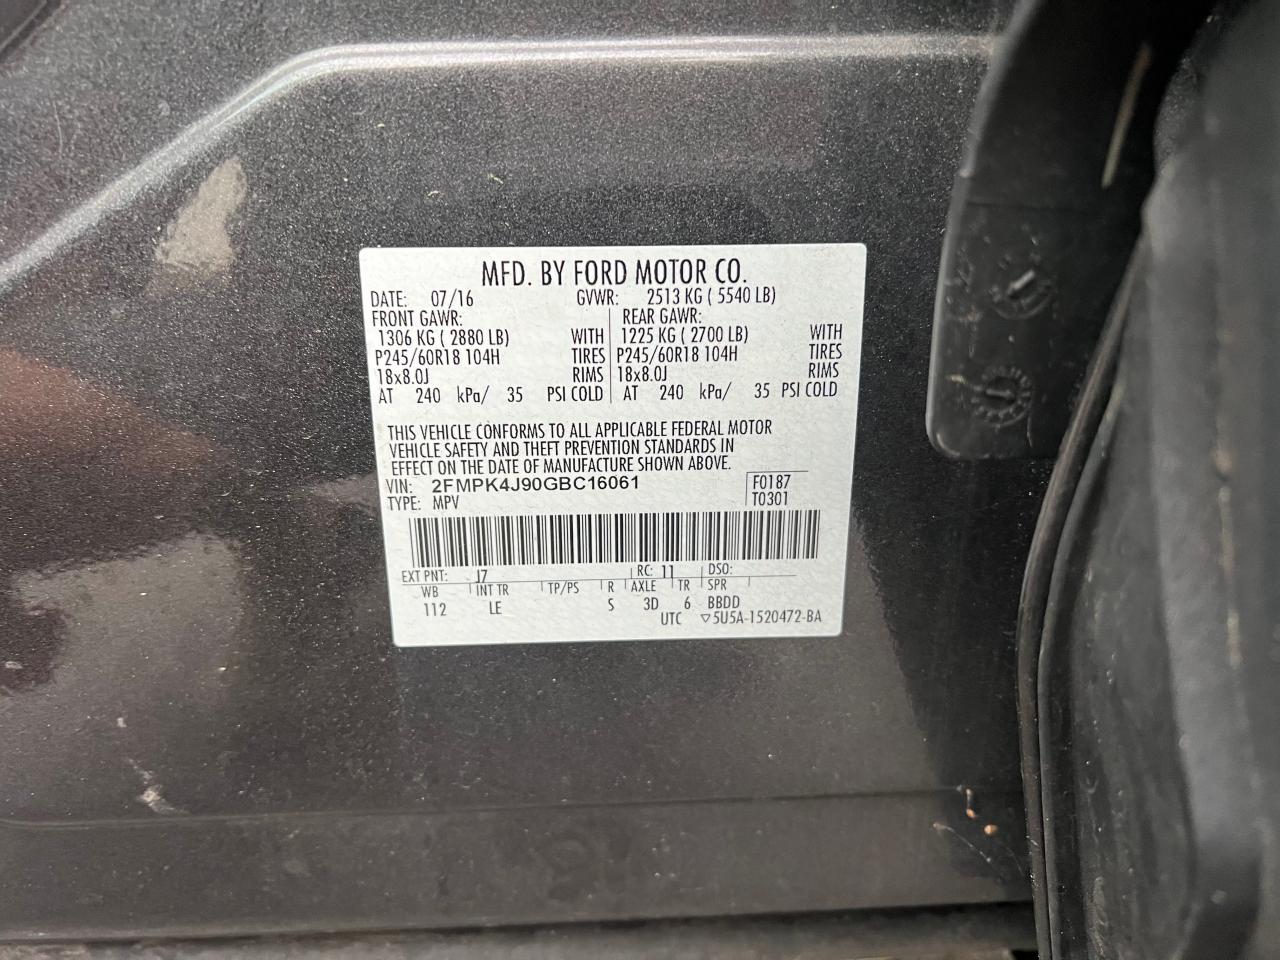 MFD. BY FORD MOTOR CO.
DATE: 07/16 GVWR: 2513 KG ( 5540 LB)
FRONT GAWR: REAR GAWR:
1306 KG ( 2880 LB) WITH 1225 KG ( 2700 LB) WITH
P245/60R18 104H TIRES P245/60R18 104H TIRES
18x8.0J RIMS 18x8.0J RIMS
AT 240 kPa/ 35 PSI COLD AT 240 kPa/ 35 PSI COLD
THIS VEHICLE CONFORMS TO ALL APPLICABLE FEDERAL MOTOR
VEHICLE SAFETY AND THEFT PREVENTION STANDARDS IN
EFFECT ON THE DATE OF MANUFACTURE SHOWN ABOVE.
VIN: 2FMPK4J90GBC16061 F0187
TYPE: MPV T0301
EXT PNT: J7 RC: 11 DSO:
WB INT TR TP/PS R AXLE TR SPR
112 LE S 3D 6 BBDD
UTC ▽5U5A-1520472-BA